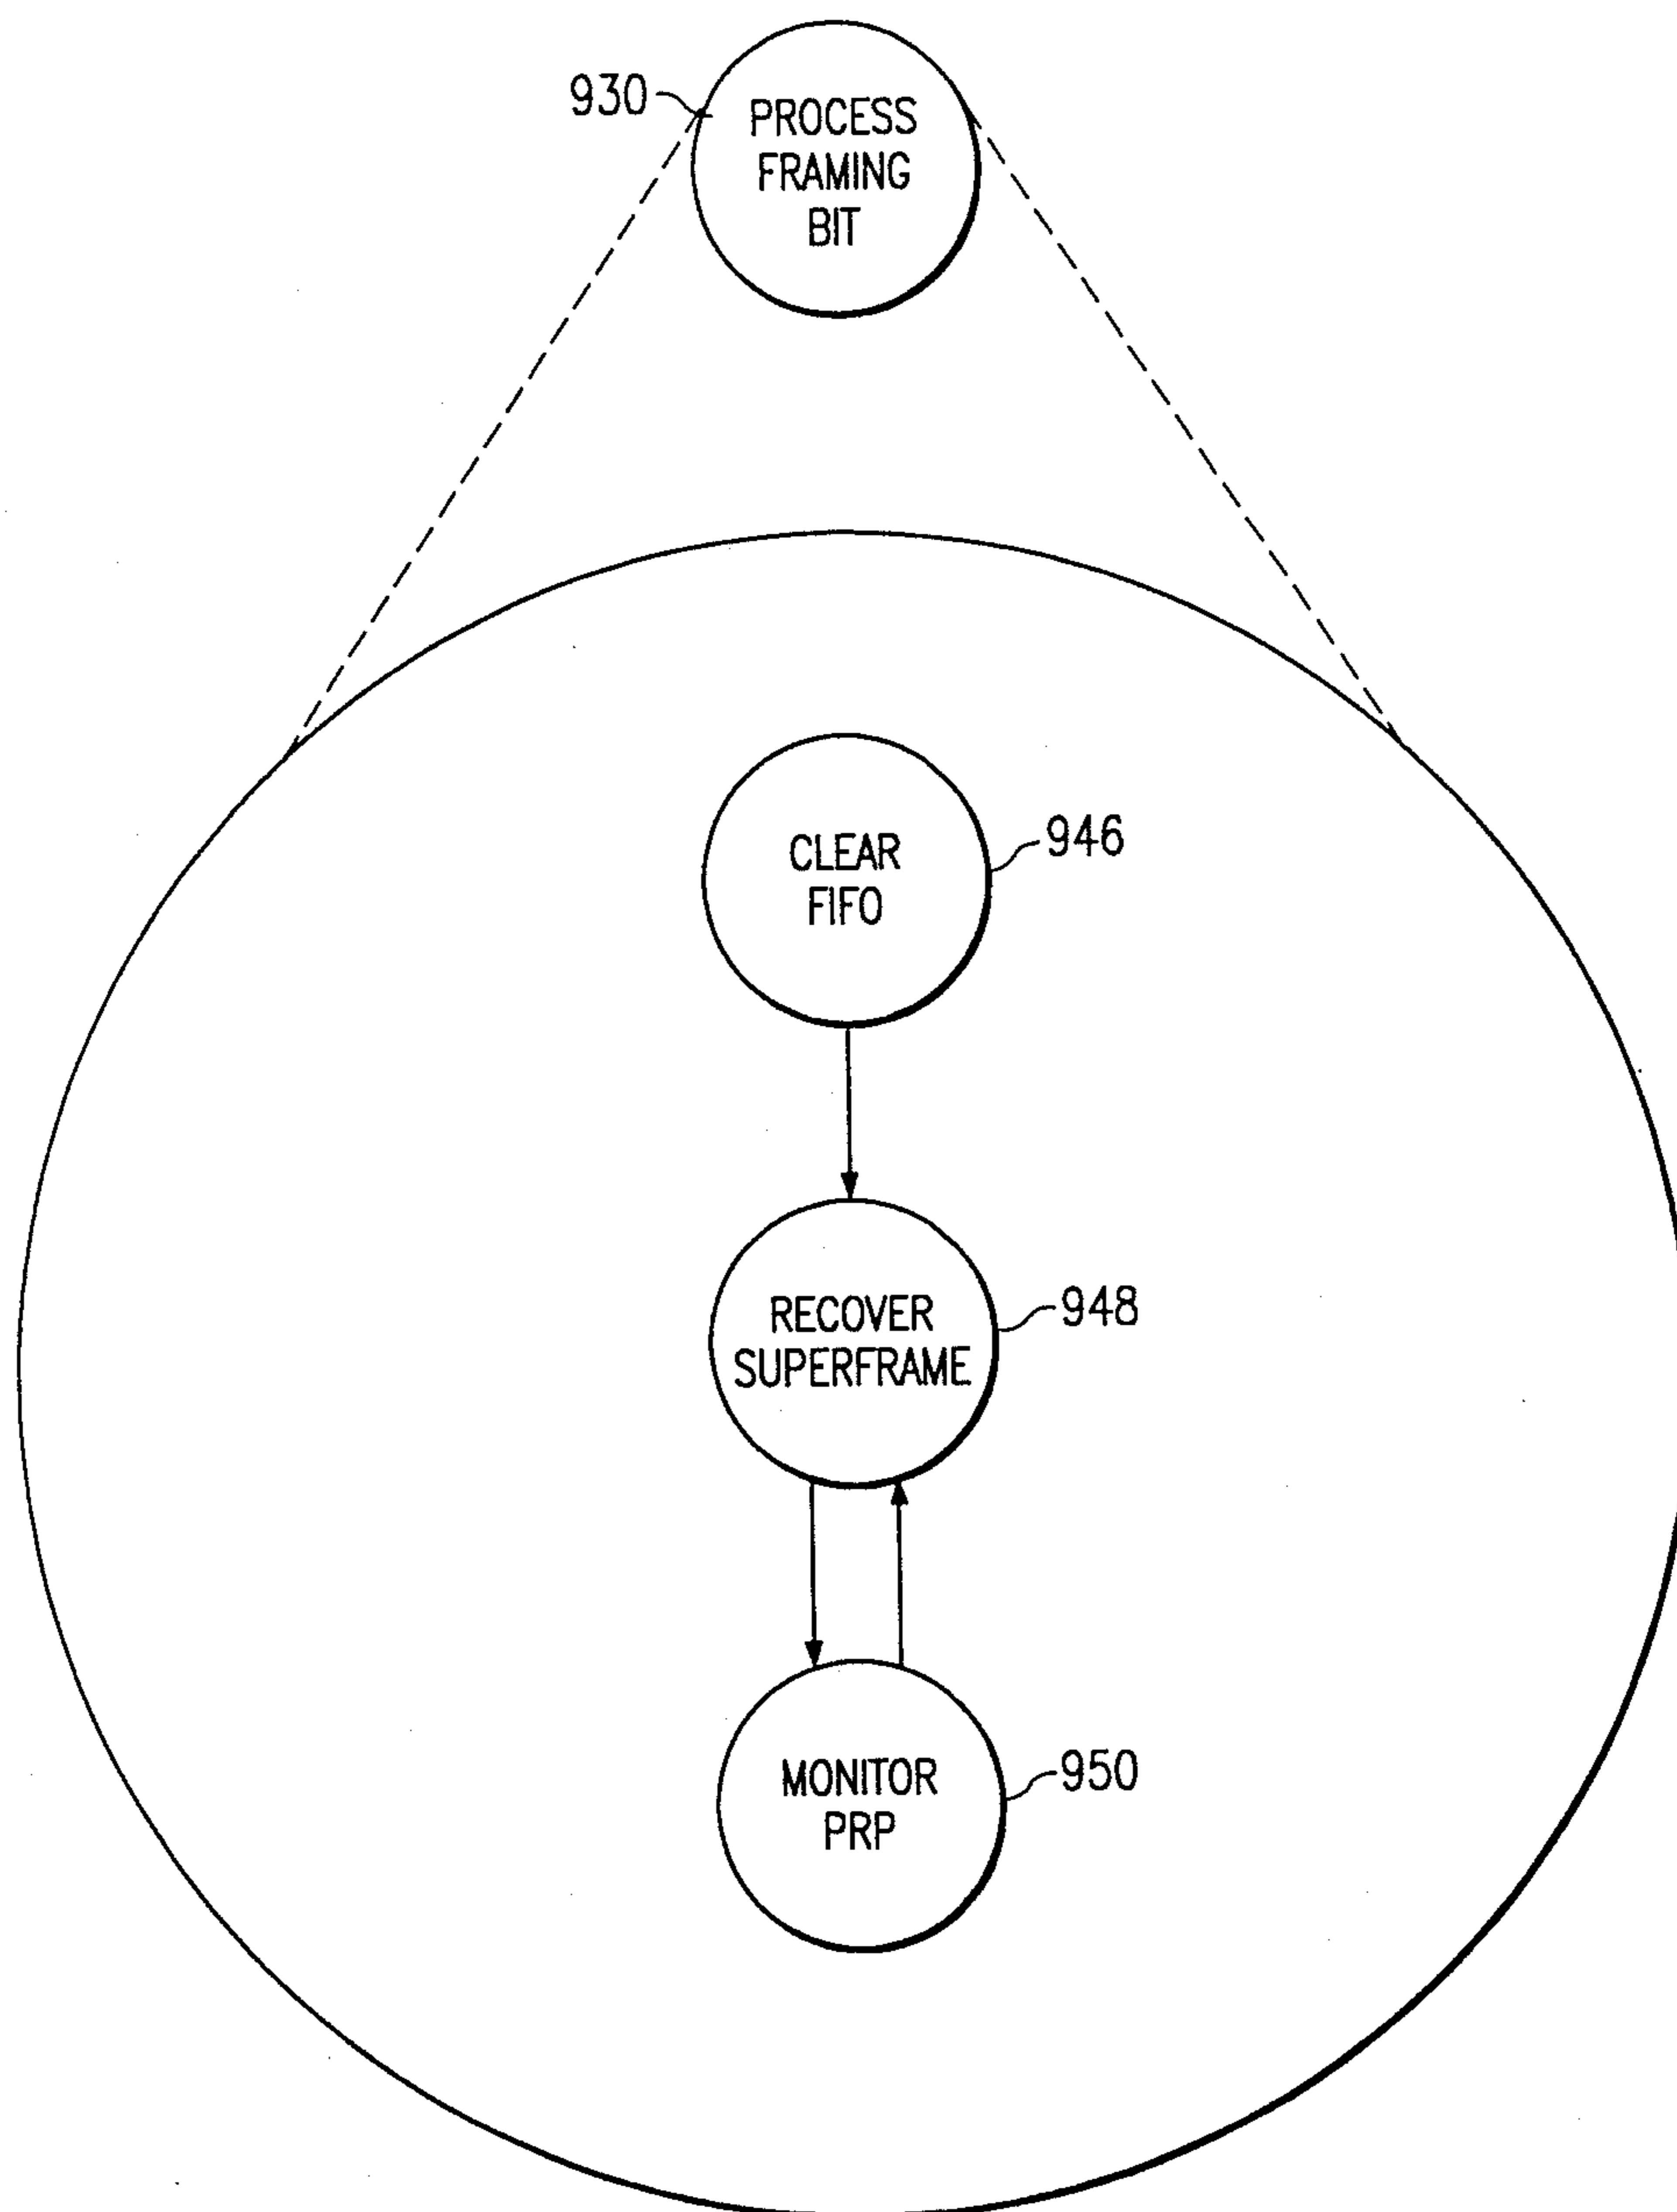 930
PROCESS
FRAMING
BIT
CLEAR
FIFO
946
RECOVER
SUPERFRAME
948
MONITOR
PRP
950